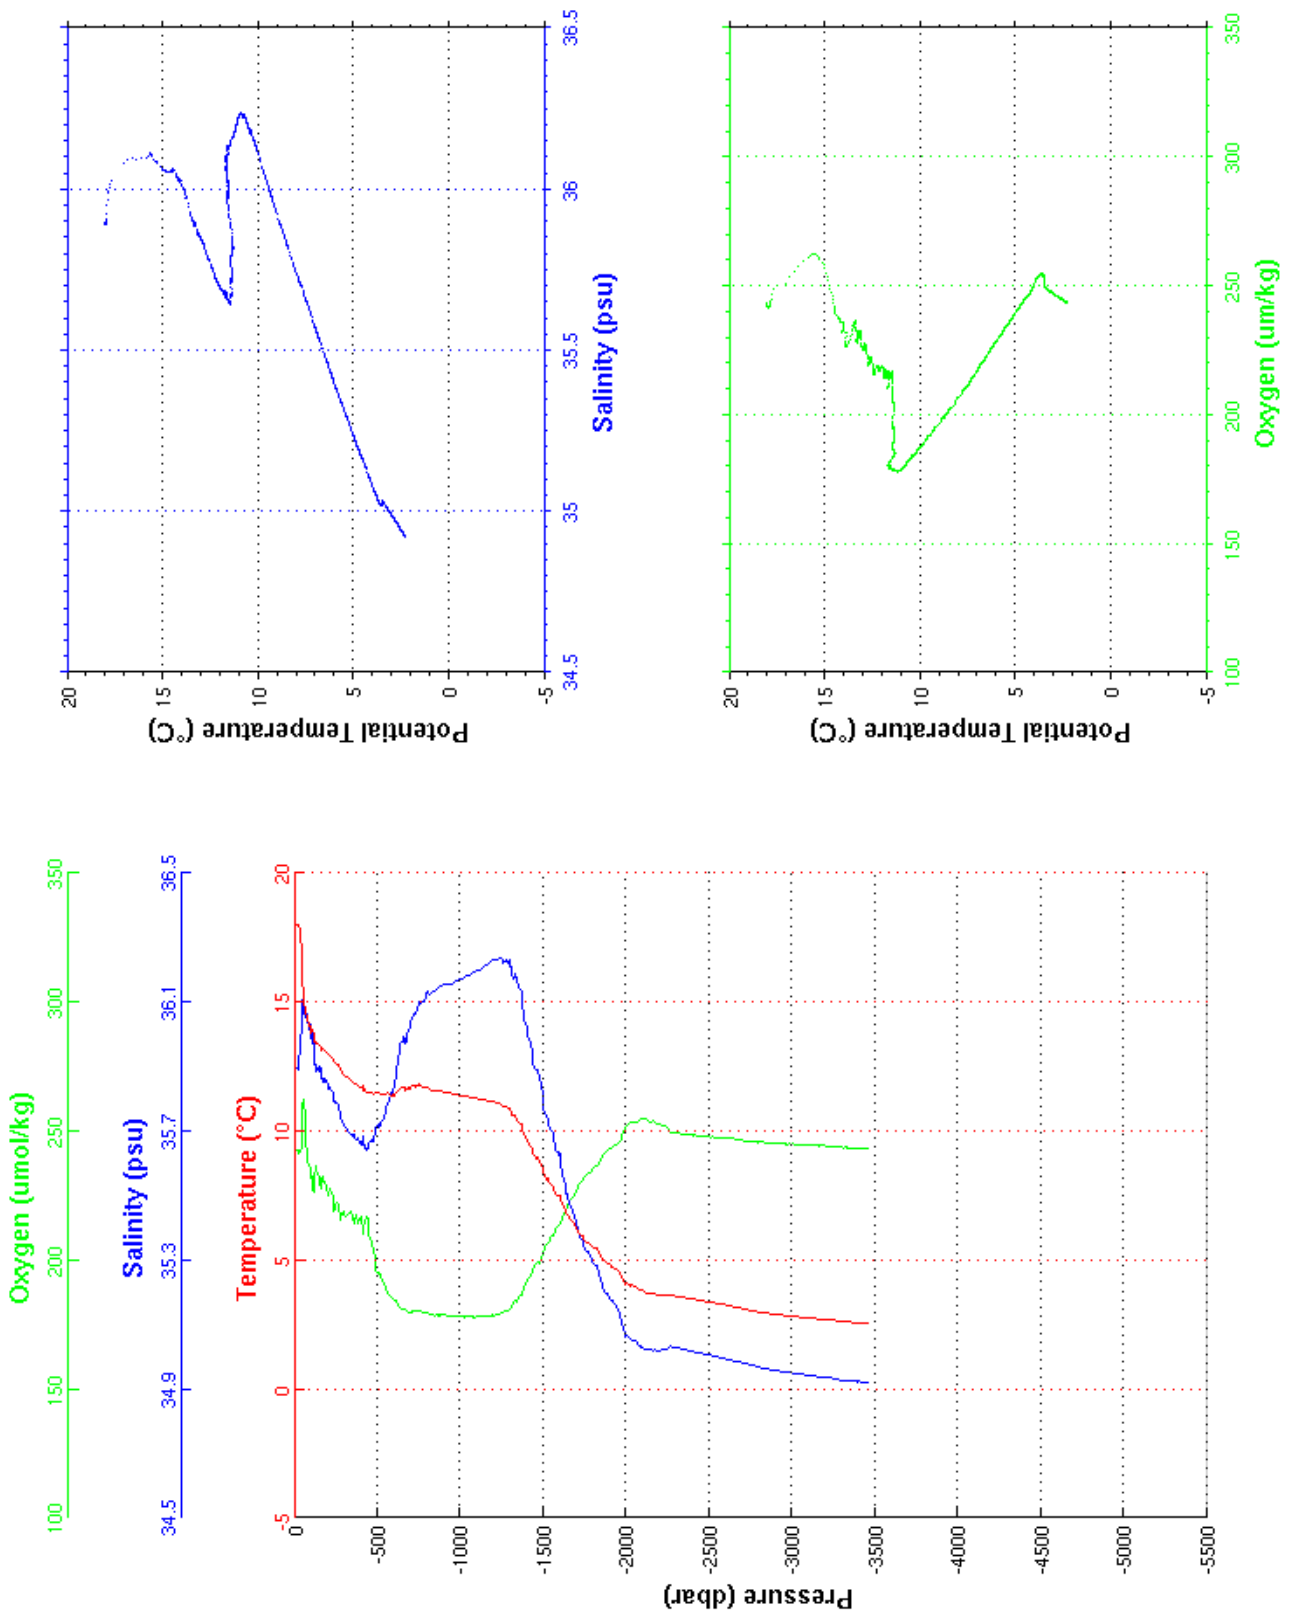 Oxygen (umol/kg)
100 150 200 250 300 350
Salinity (psu)
34.5 34.9 35.3 35.7 36.1 36.5
Temperature (°C)
-5 0 5 10 15 20
0
-500
-1000
-1500
-2000
-2500
-3000
-3500
-4000
-4500
-5000
-5500
Pressure (dbar)
20
15
10
5
0
-5
Potential Temperature (°C)
34.5 35 35.5 36 36.5
Salinity (psu)
20
15
10
5
0
-5
Potential Temperature (°C)
100 150 200 250 300 350
Oxygen (um/kg)